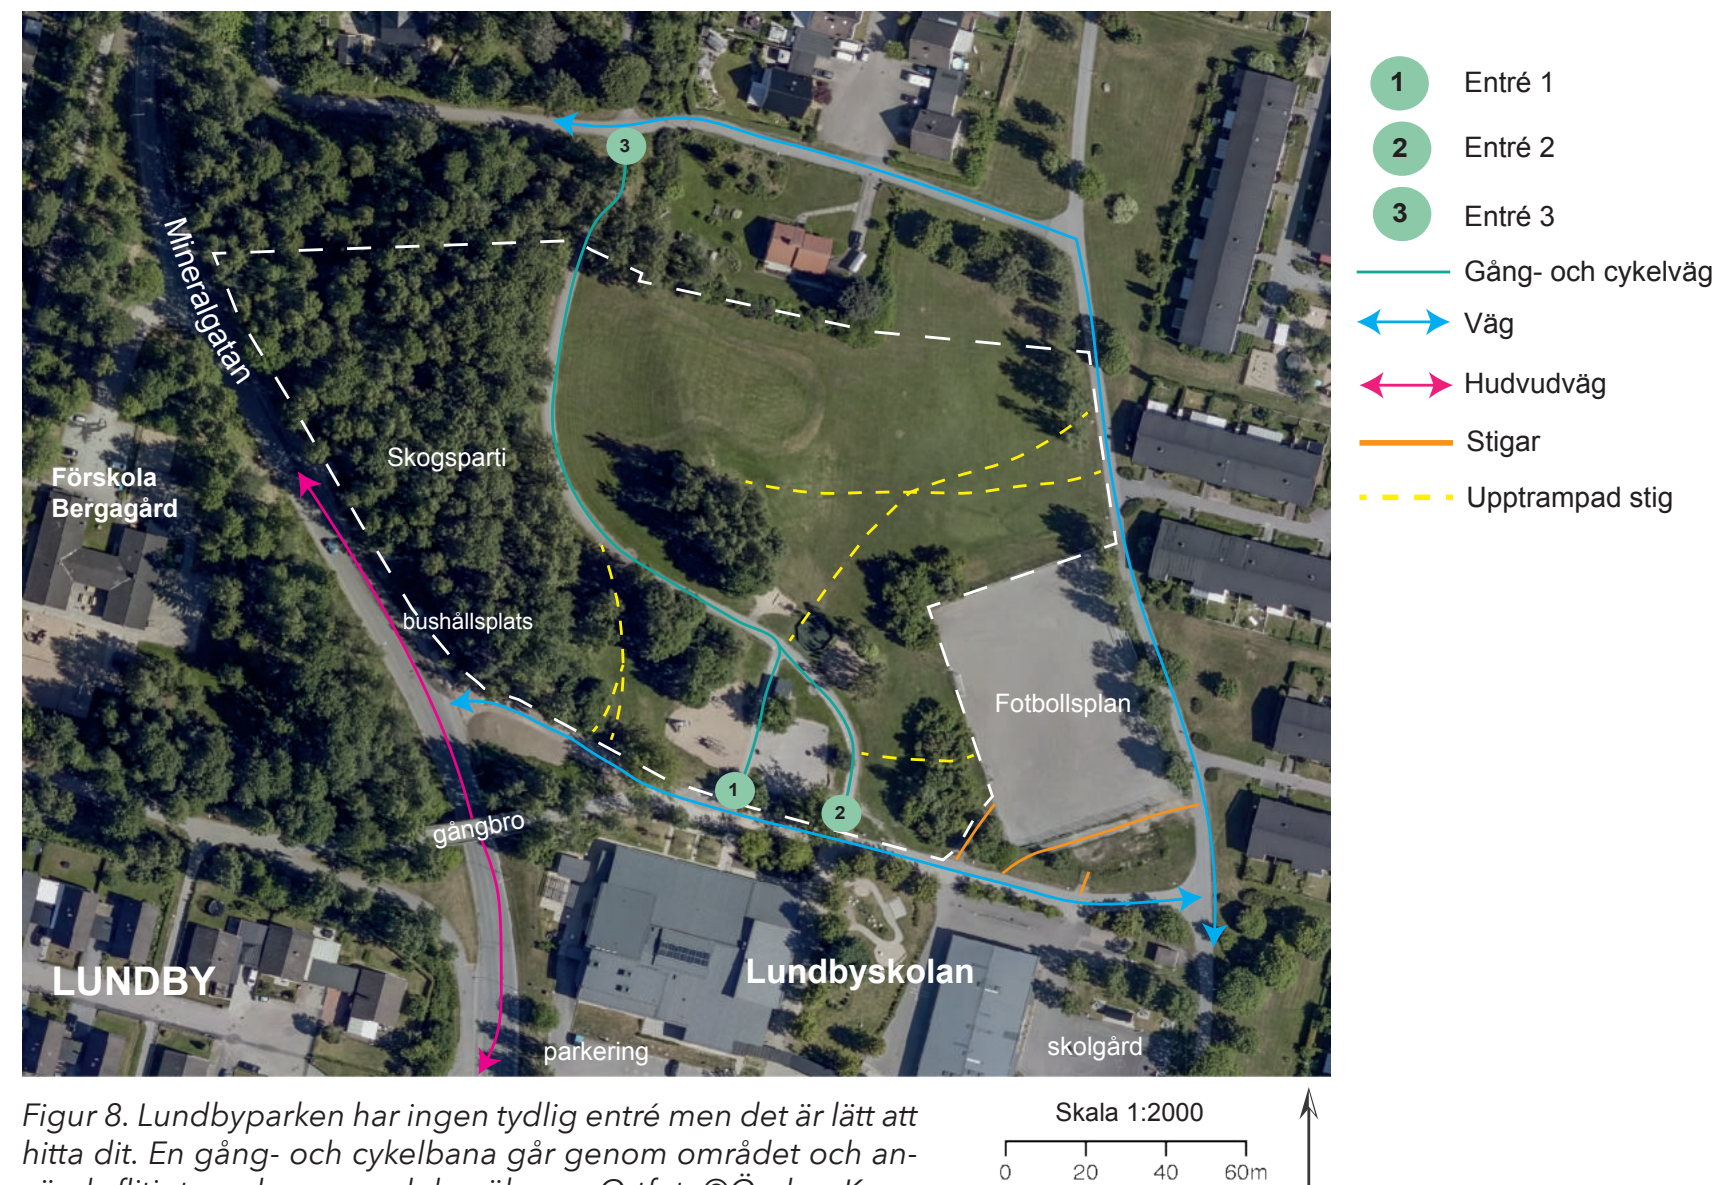 3
Mineralgatan
Skogsparti
Förskola
Bergagård
bushållsplats
Fotbollsplan
1
2
gångbro
LUNDBY
Lundbyskolan
parkering
skolgård
1 Entré 1
2 Entré 2
3 Entré 3
Gång- och cykelväg
Väg
Hudvudväg
Stigar
Upptrampad stig
Figur 8. Lundbyparken har ingen tydlig entré men det är lätt att
hitta dit. En gång- och cykelbana går genom området och an-
Skala 1:2000
0 20 40 60m